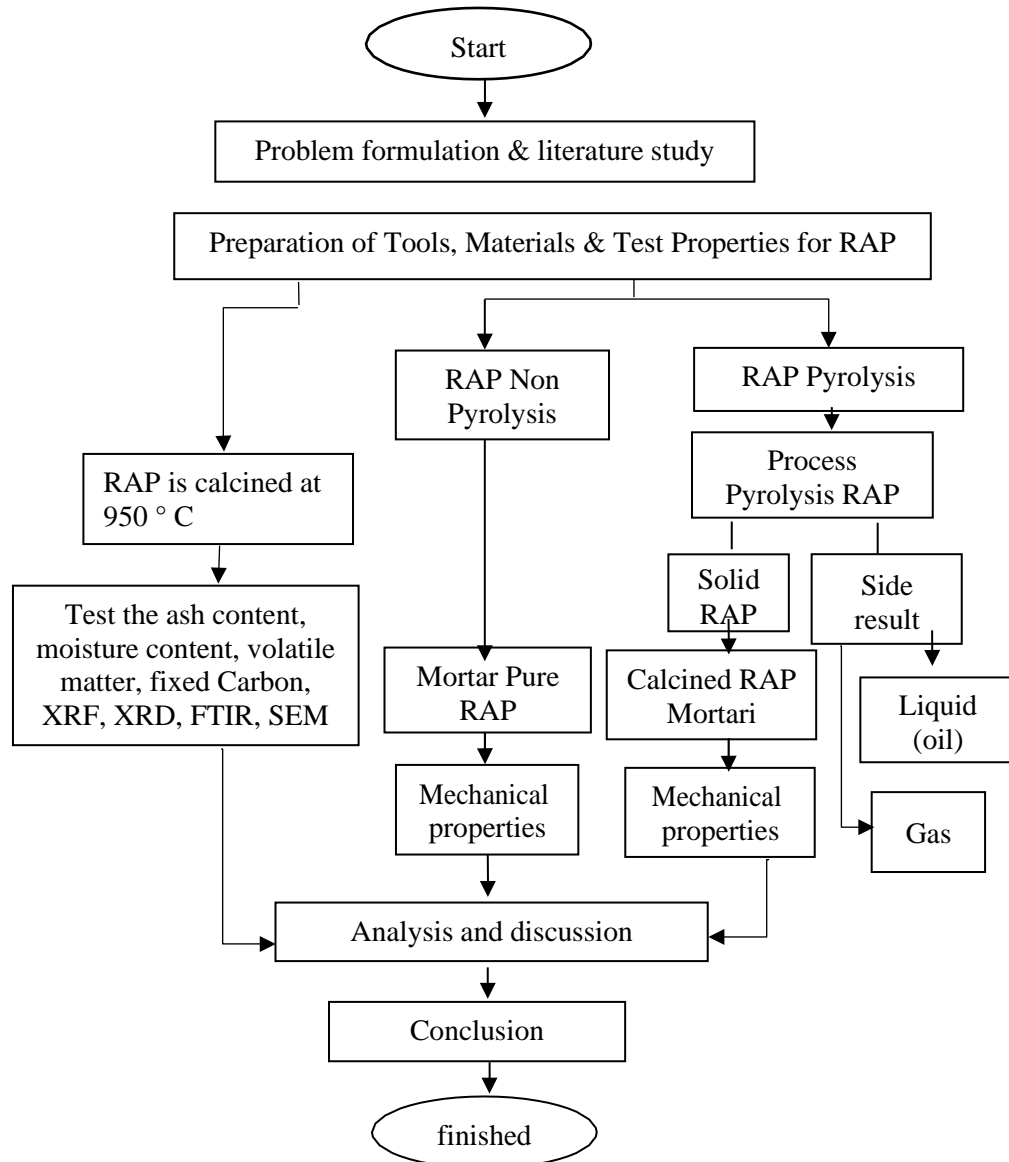 Start
Problem formulation & literature study
Preparation of Tools, Materials & Test Properties for RAP
RAP Non
Pyrolysis
RAP Pyrolysis
RAP is calcined at
950 ° C
Process
Pyrolysis RAP
Solid
RAP
Side
result
Test the ash content,
moisture content, volatile
matter, fixed Carbon,
XRF, XRD, FTIR, SEM
Mortar Pure
RAP
Calcined RAP
Mortari
Liquid
(oil)
Mechanical
properties
Mechanical
properties
Gas
Analysis and discussion
Conclusion
finished